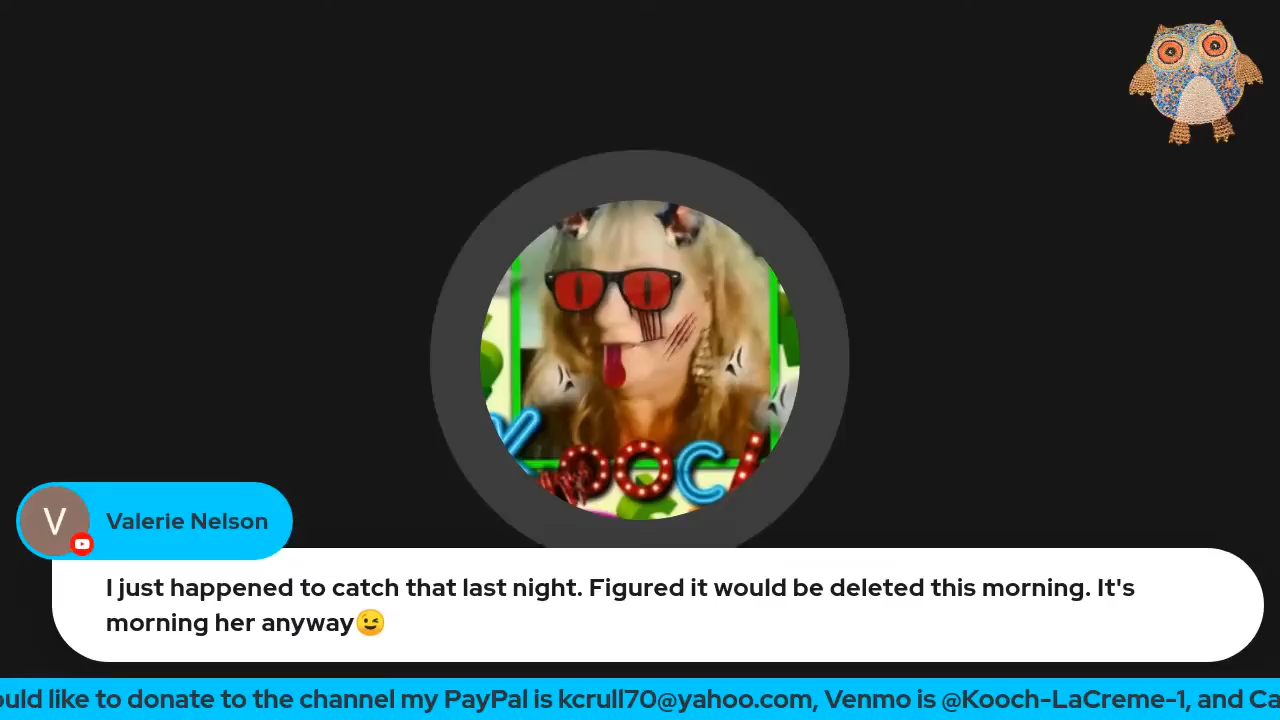 KOOCH
V
Valerie Nelson
I just happened to catch that last night. Figured it would be deleted this morning. It's
morning her anyway😉
ould like to donate to the channel my PayPal is kcrull70@yahoo.com, Venmo is @Kooch-LaCreme-1, and Ca